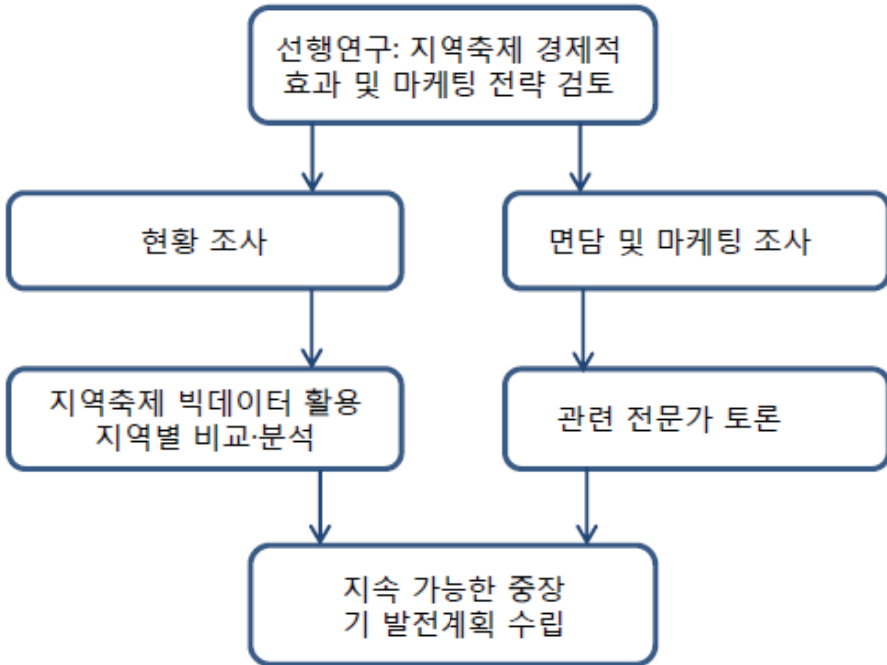 선행연구: 지역축제 경제적
효과 및 마케팅 전략 검토
현황 조사
면담 및 마케팅 조사
지역축제 빅데이터 활용
지역별 비교·분석
관련 전문가 토론
지속 가능한 중장
기 발전계획 수립